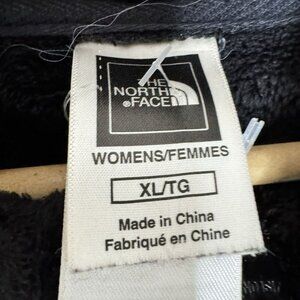 THE
NORTH
FACE
WOMENS/FEMMES
XL/TG
Made in China
Fabriqué en Chine